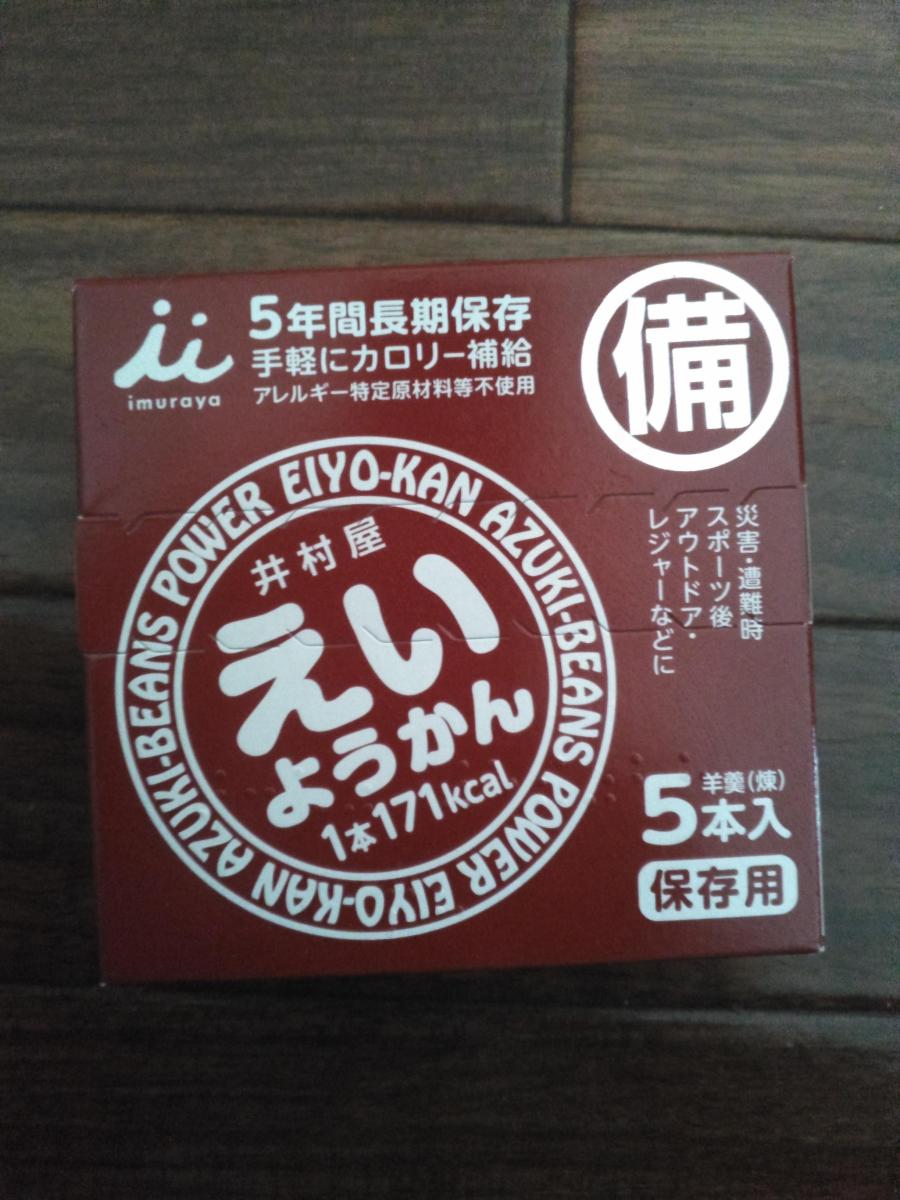 imuraya
5年間長期保存
手軽にカロリー補給
アレルギー特定原材料等不使用
備
災害・遭難時
スポーツ後
アウトドア・
レジャーなどに
AZUKI-BEANS POWER EIYO-KAN AZUKI-BEANS POWER EIYO-KAN
井村屋
えい
ようかん
1本171kcal
羊羹(煉)
5本入
保存用